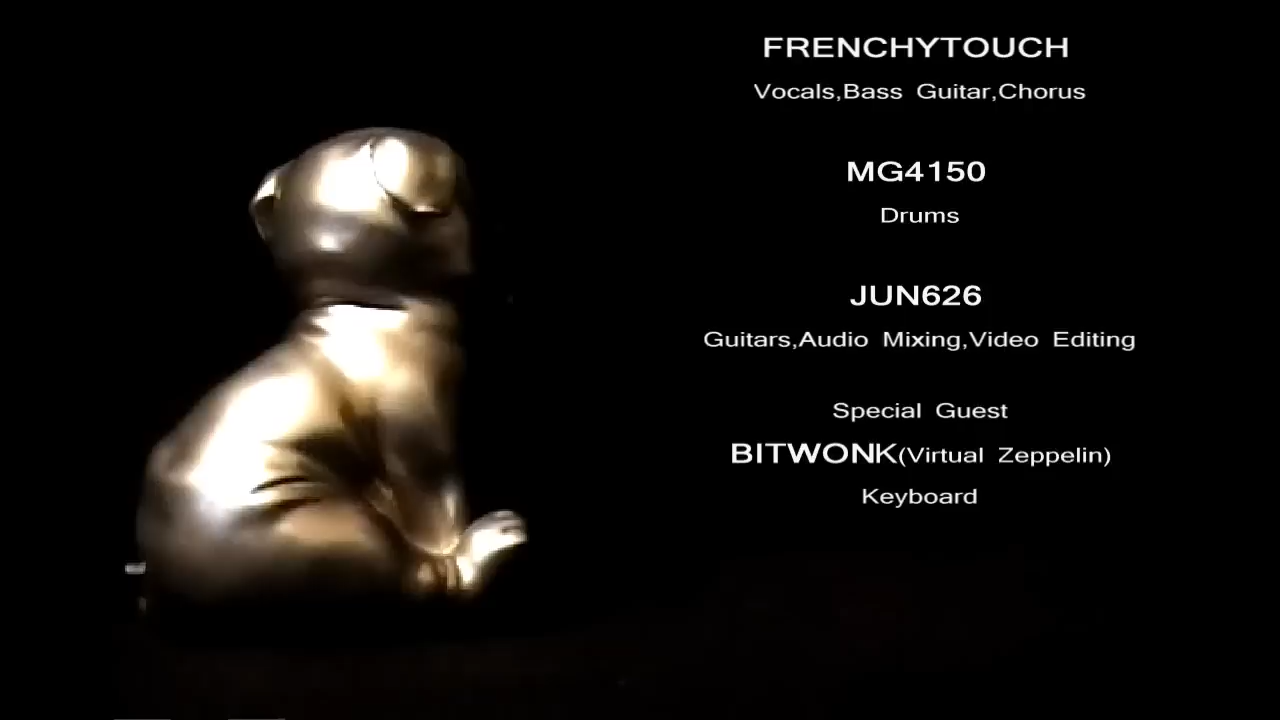 FRENCHYTOUCH
Vocals,Bass Guitar,Chorus
MG4150
Drums
JUN626
Guitars,Audio Mixing,Video Editing
Special Guest
BITWONK(Virtual Zeppelin)
Keyboard